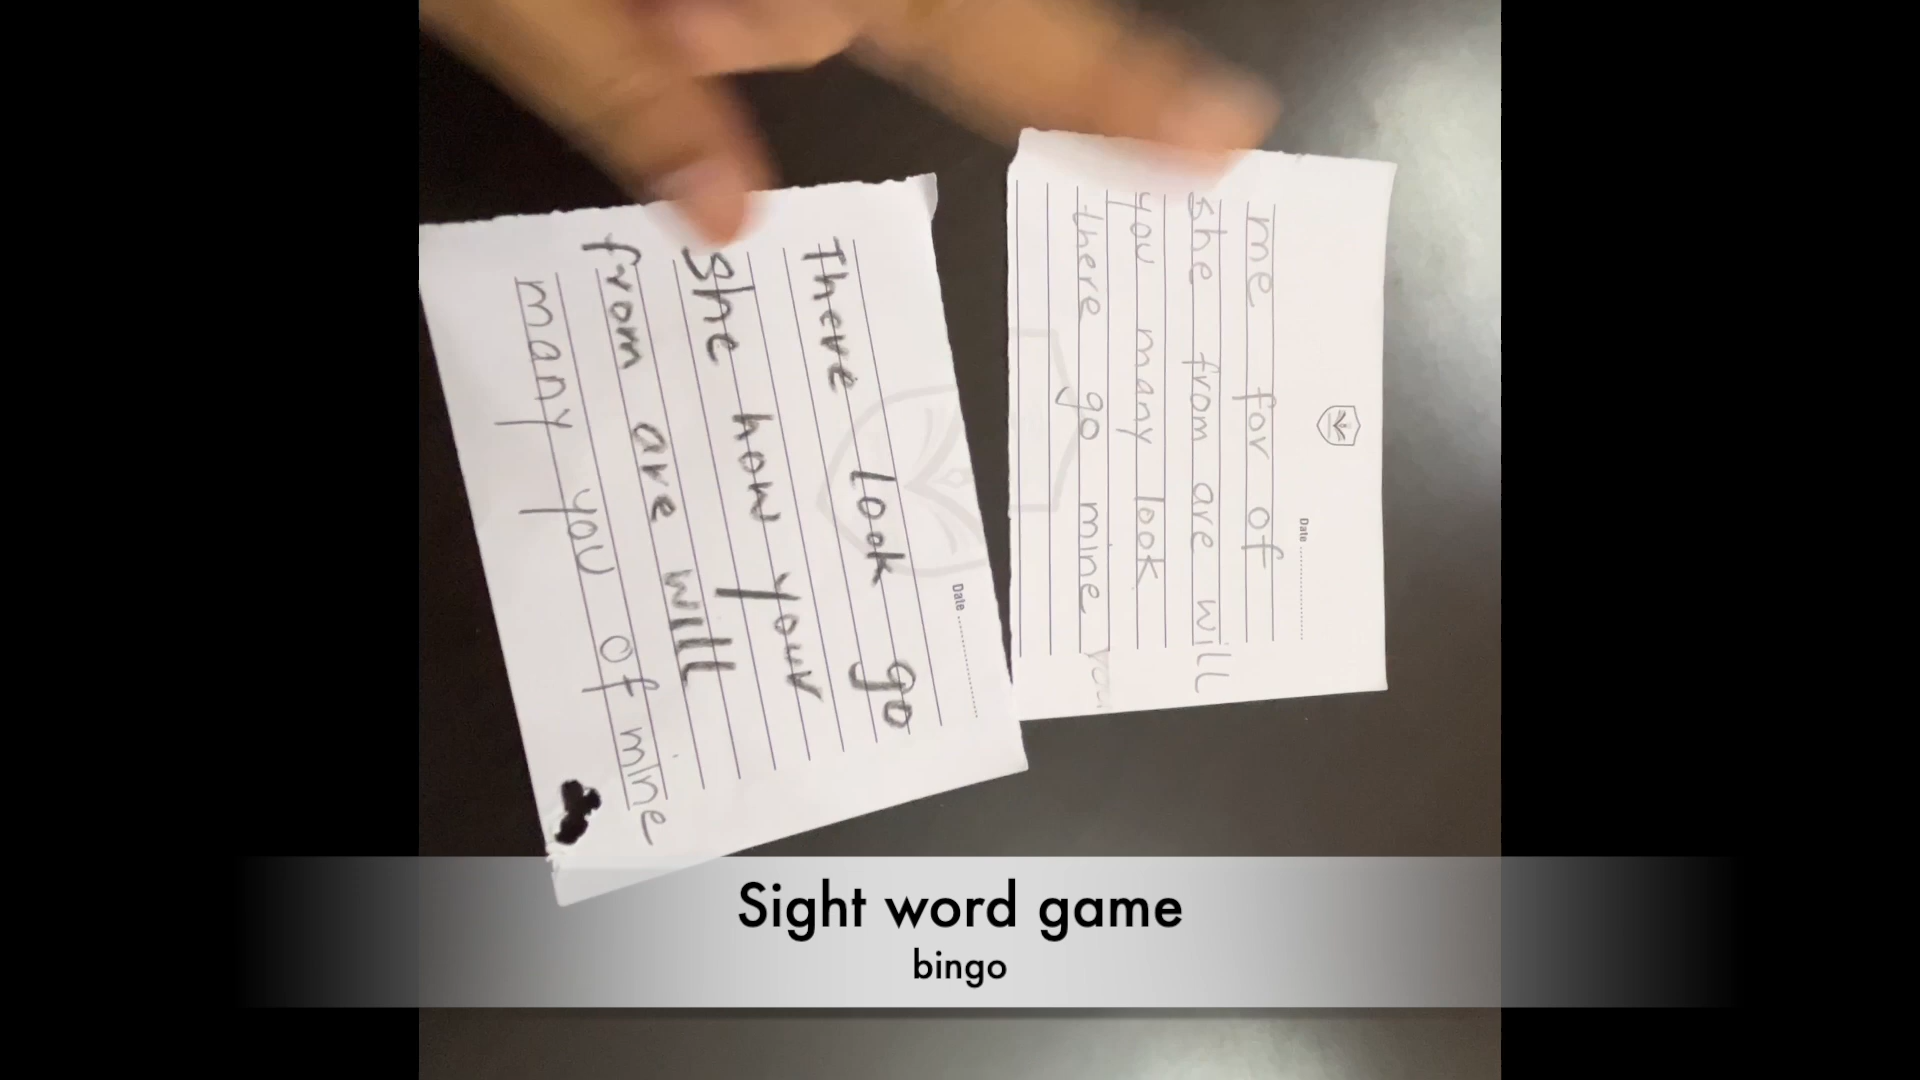 There look go
She how your
from are will
many you of mine
Date
me for of
she from are will
you many look
there go mine
Date
Sight word game
bingo